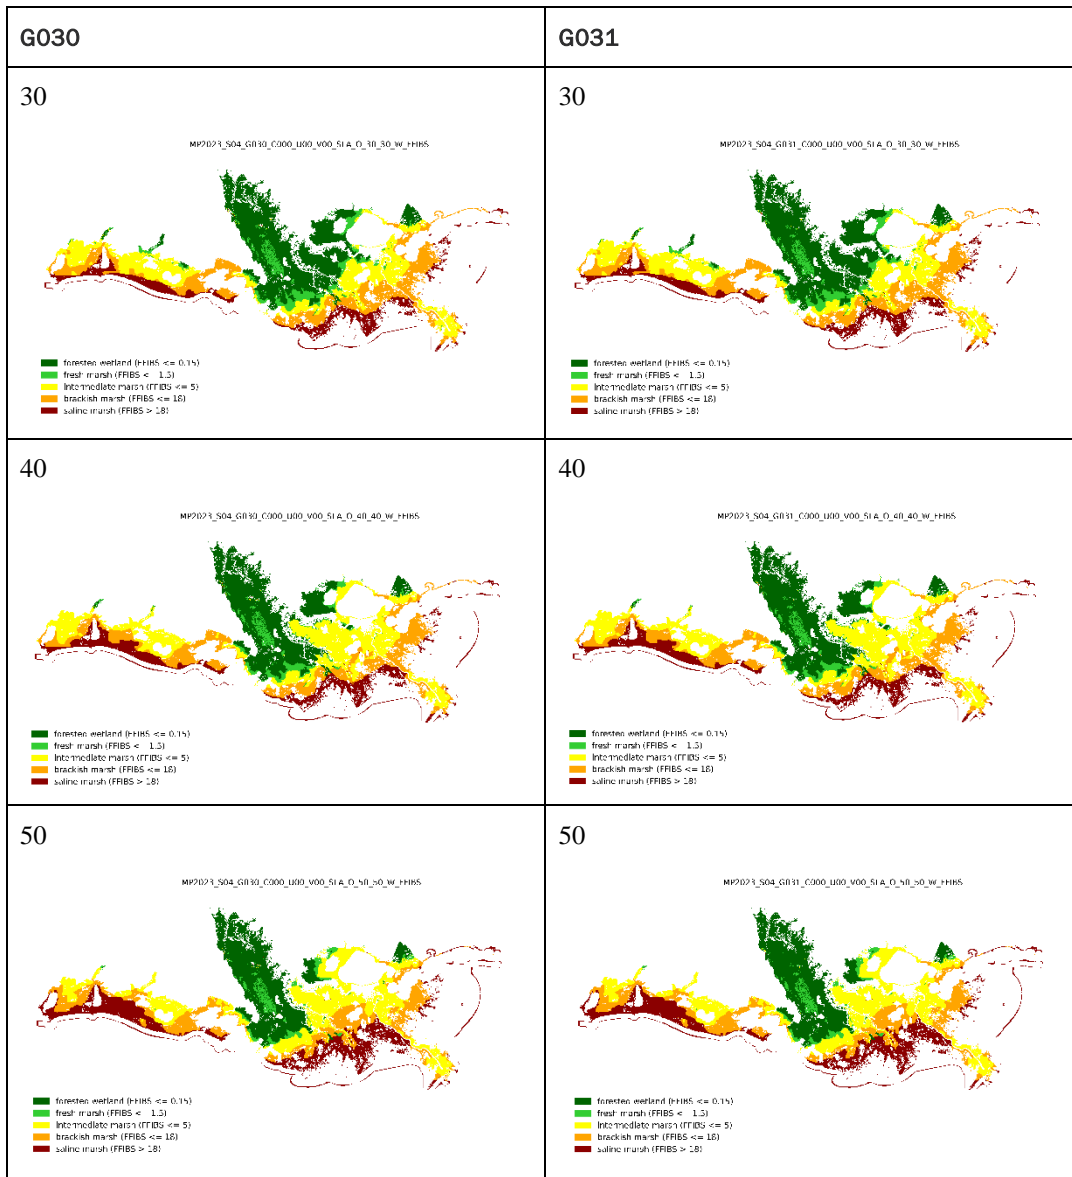 G030
G031
30
30
MP2023_S04_G030_C000_U00_V00_SLA_O_30_30_W_FFIBS
MP2023_S04_G031_C000_U00_V00_SLA_O_30_30_W_FFIBS
forested wetland (FFIBS <= 0.15)
fresh marsh (FFIBS < 1.5)
intermediate marsh (FFIBS <= 5)
brackish marsh (FFIBS <= 18)
saline marsh (FFIBS > 18)
forested wetland (FFIBS <= 0.15)
fresh marsh (FFIBS < 1.5)
intermediate marsh (FFIBS <= 5)
brackish marsh (FFIBS <= 18)
saline marsh (FFIBS > 18)
40
40
MP2023_S04_G030_C000_U00_V00_SLA_O_40_40_W_FFIBS
MP2023_S04_G031_C000_U00_V00_SLA_O_40_40_W_FFIBS
forested wetland (FFIBS <= 0.15)
fresh marsh (FFIBS < 1.5)
intermediate marsh (FFIBS <= 5)
brackish marsh (FFIBS <= 18)
saline marsh (FFIBS > 18)
forested wetland (FFIBS <= 0.15)
fresh marsh (FFIBS < 1.5)
intermediate marsh (FFIBS <= 5)
brackish marsh (FFIBS <= 18)
saline marsh (FFIBS > 18)
50
50
MP2023_S04_G030_C000_U00_V00_SLA_O_50_50_W_FFIBS
MP2023_S04_G031_C000_U00_V00_SLA_O_50_50_W_FFIBS
forested wetland (FFIBS <= 0.15)
fresh marsh (FFIBS < 1.5)
intermediate marsh (FFIBS <= 5)
brackish marsh (FFIBS <= 18)
saline marsh (FFIBS > 18)
forested wetland (FFIBS <= 0.15)
fresh marsh (FFIBS < 1.5)
intermediate marsh (FFIBS <= 5)
brackish marsh (FFIBS <= 18)
saline marsh (FFIBS > 18)